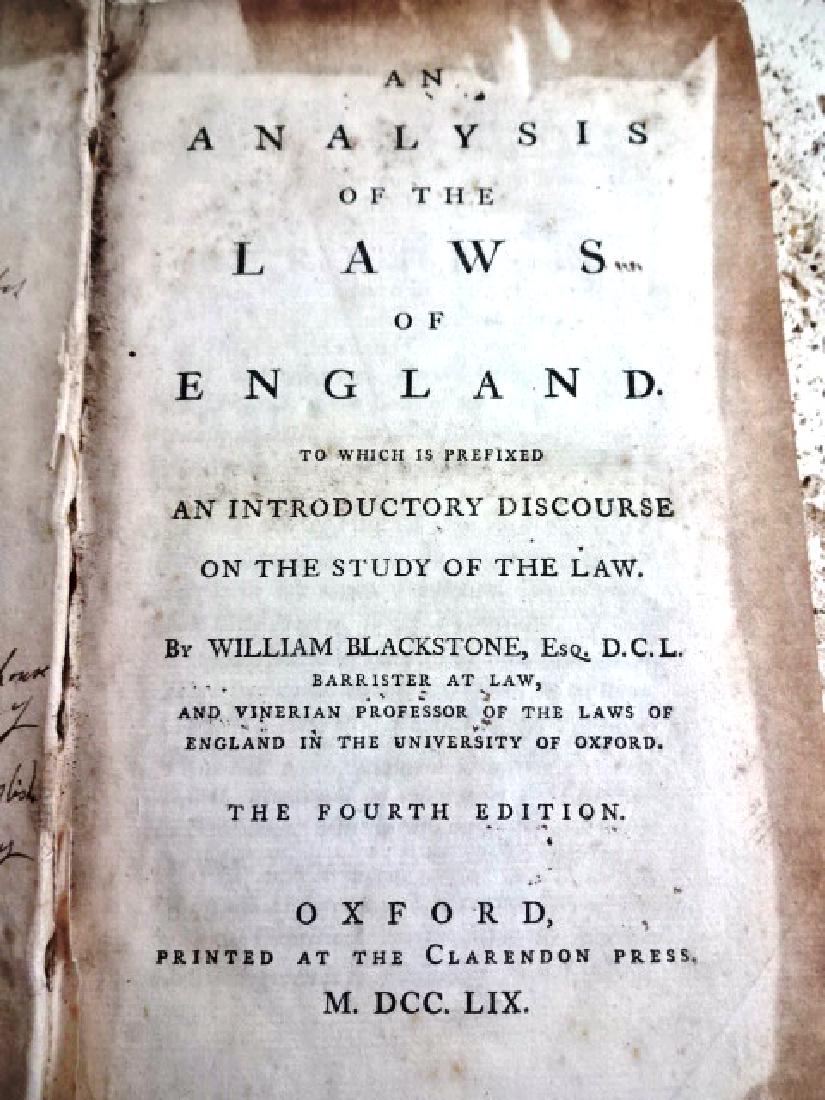 AN
ANALYSIS
OF THE
LAWS
OF
ENGLAND.
TO WHICH IS PREFIXED
AN INTRODUCTORY DISCOURSE
ON THE STUDY OF THE LAW.
By WILLIAM BLACKSTONE, Esq. D.C.L.
BARRISTER AT LAW,
AND VINERIAN PROFESSOR OF THE LAWS OF
ENGLAND IN THE UNIVERSITY OF OXFORD.
THE FOURTH EDITION.
OXFORD,
PRINTED AT THE CLARENDON PRESS.
M. DCC. LIX.